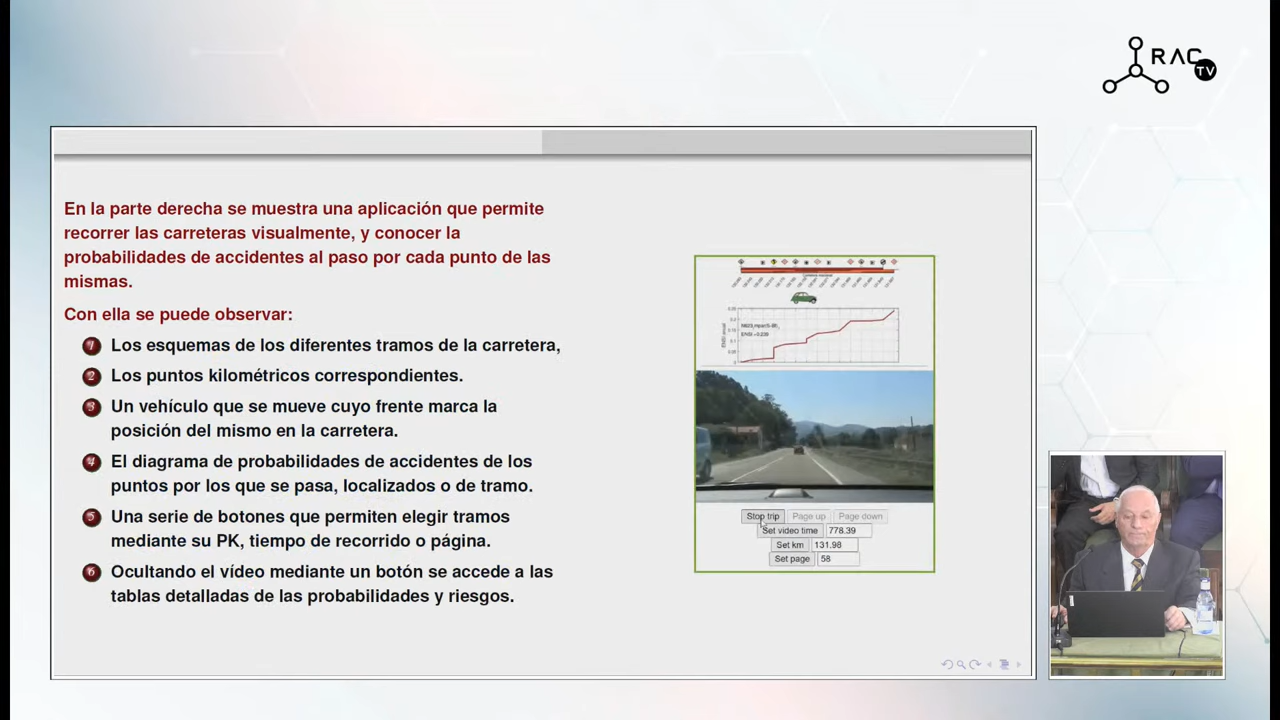 RAC
TV
En la parte derecha se muestra una aplicación que permite
recorrer las carreteras visualmente, y conocer la
probabilidades de accidentes al paso por cada punto de las
mismas.
Con ella se puede observar:
1 Los esquemas de los diferentes tramos de la carretera,
2 Los puntos kilométricos correspondientes.
3 Un vehículo que se mueve cuyo frente marca la
posición del mismo en la carretera.
4 El diagrama de probabilidades de accidentes de los
puntos por los que se pasa, localizados o de tramo.
5 Una serie de botones que permiten elegir tramos
mediante su PK, tiempo de recorrido o página.
6 Ocultando el vídeo mediante un botón se accede a las
tablas detalladas de las probabilidades y riesgos.
Stop trip Page up Page down
Set video time 778.39
Set km 131.98
Set page 58